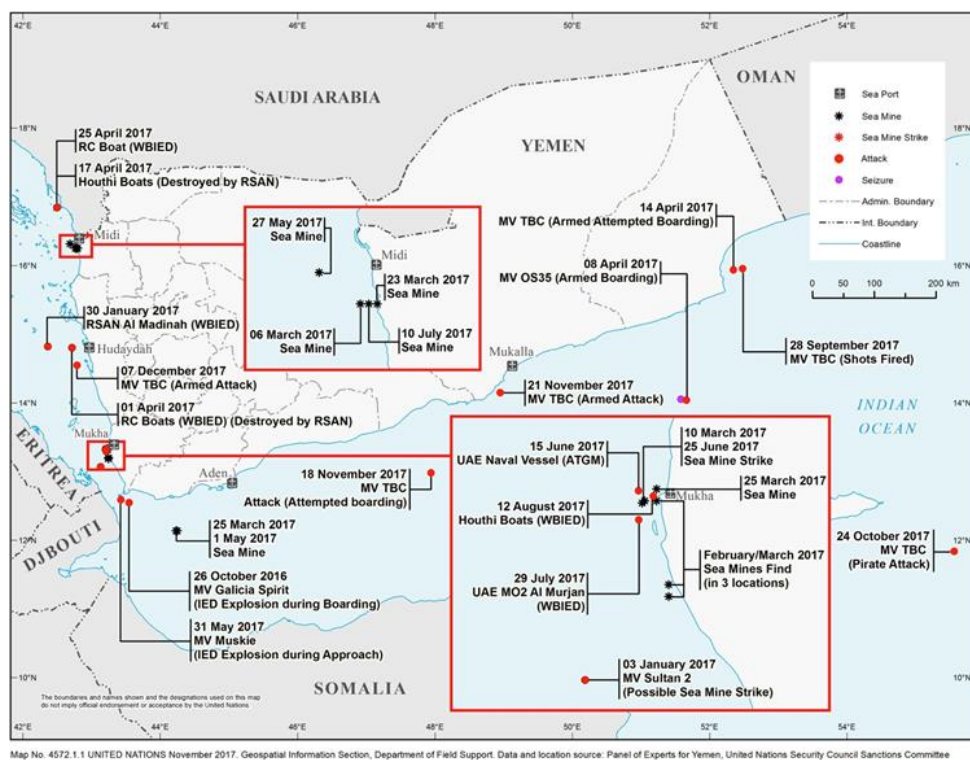 42°E 44°E 46°E 48°E 50°E 52°E 54°E
OMAN
SAUDI ARABIA
YEMEN
Sea Port
Sea Mine
Sea Mine Strike
Attack
Seizure
Admin. Boundary
Int. Boundary
Coastline
0 50 100 200 km
18°N
16°N
14°N
12°N
10°N
25 April 2017
RC Boat (WBIED)
17 April 2017
Houthi Boats (Destroyed by RSAN)
Midi
27 May 2017
Sea Mine
Midi
23 March 2017
Sea Mine
06 March 2017
Sea Mine
10 July 2017
Sea Mine
14 April 2017
MV TBC (Armed Attempted Boarding)
08 April 2017
MV OS35 (Armed Boarding)
28 September 2017
MV TBC (Shots Fired)
30 January 2017
RSAN Al Madinah (WBIED)
Hudaydah
07 December 2017
MV TBC (Armed Attack)
01 April 2017
RC Boats (WBIED) (Destroyed by RSAN)
Mukalla
21 November 2017
MV TBC (Armed Attack)
INDIAN
OCEAN
Mukha
ERITREA
DJIBOUTI
Aden
18 November 2017
MV TBC
Attack (Attempted boarding)
25 March 2017
1 May 2017
Sea Mine
26 October 2016
MV Galicia Spirit
(IED Explosion during Boarding)
31 May 2017
MV Muskie
(IED Explosion during Approach)
SOMALIA
10 March 2017
25 June 2017
Sea Mine Strike
15 June 2017
UAE Naval Vessel (ATGM)
25 March 2017
Sea Mine
Mukha
12 August 2017
Houthi Boats (WBIED)
February/March 2017
Sea Mines Find
(in 3 locations)
29 July 2017
UAE MO2 Al Murjan
(WBIED)
03 January 2017
MV Sultan 2
(Possible Sea Mine Strike)
24 October 2017
MV TBC
(Pirate Attack)
14°N
12°N
10°N
The boundaries and names shown and the designations used on this map
do not imply official endorsement or acceptance by the United Nations
42°E 44°E 46°E 48°E 50°E 52°E 54°E
Map No. 4572.1.1 UNITED NATIONS November 2017. Geospatial Information Section, Department of Field Support. Data and location source: Panel of Experts for Yemen, United Nations Security Council Sanctions Committee